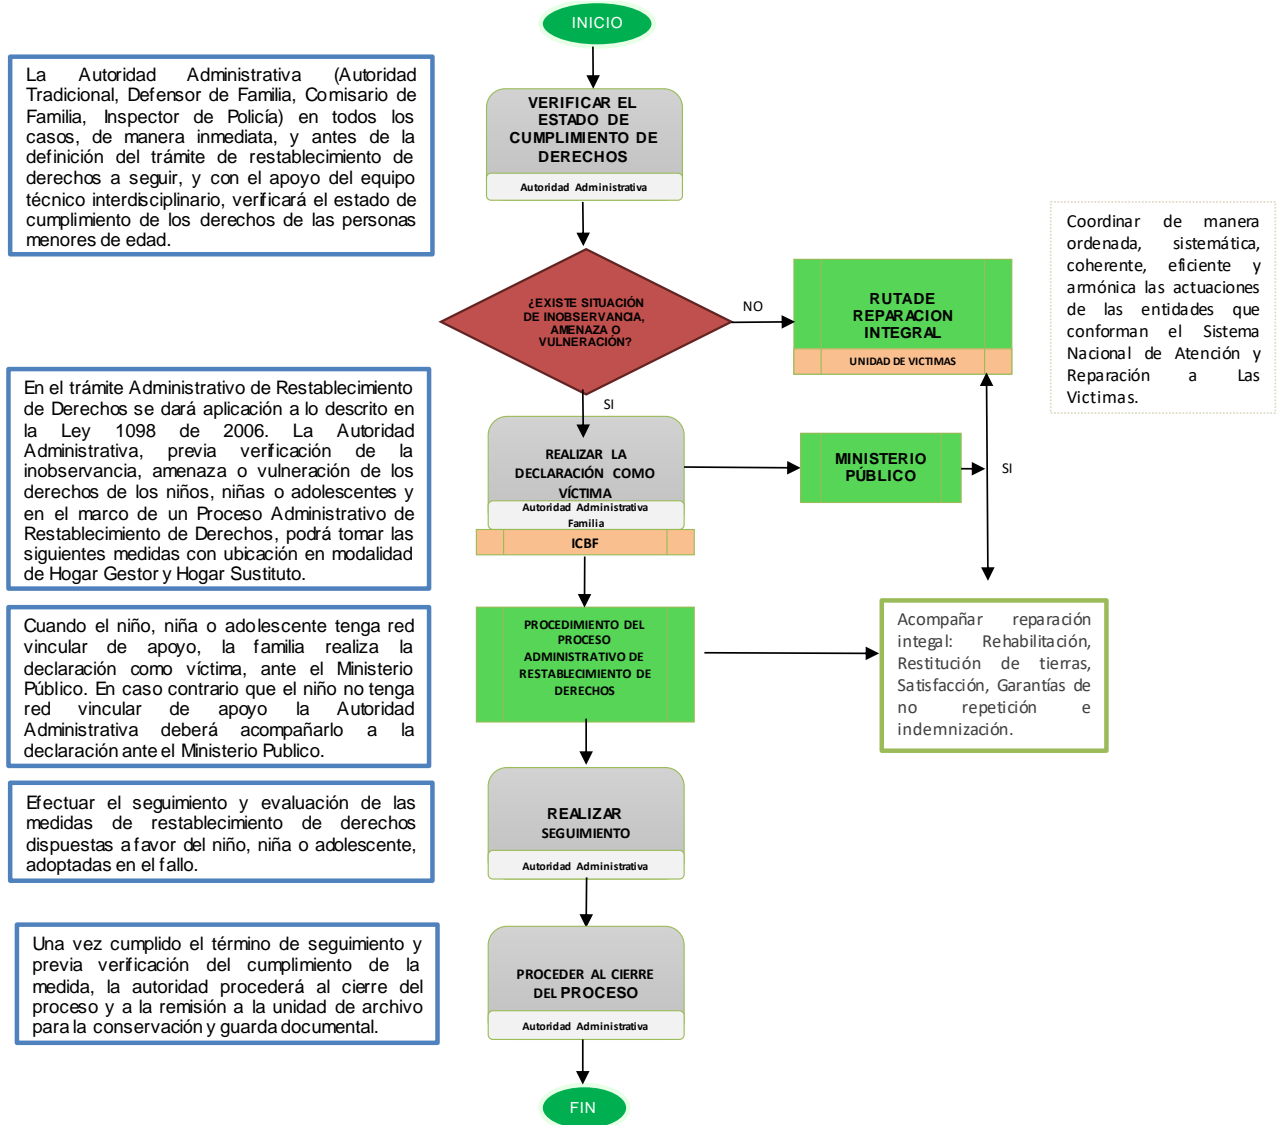 INICIO
La Autoridad Administrativa (Autoridad
Tradicional, Defensor de Familia, Comisario de
Familia, Inspector de Policía) en todos los
casos, de manera inmediata, y antes de la
definición del trámite de restablecimiento de
derechos a seguir, y con el apoyo del equipo
técnico interdisciplinario, verificará el estado de
cumplimiento de los derechos de las personas
menores de edad.
VERIFICAR EL
ESTADO DE
CUMPLIMIENTO DE
DERECHOS
Autoridad Administrativa
¿EXISTE SITUACIÓN
DE INOBSERVANCIA,
AMENAZA O
VULNERACIÓN?
NO
RUTADE
REPARACION
INTEGRAL
UNIDAD DE VICTIMAS
Coordinar de manera
ordenada, sistemática,
coherente, eficiente y
armónica las actuaciones
de las entidades que
conforman el Sistema
Nacional de Atención y
Reparación a Las
Victimas.
SI
En el trámite Administrativo de Restablecimiento
de Derechos se dará aplicación a lo descrito en
la Ley 1098 de 2006. La Autoridad
Administrativa, previa verificación de la
inobservancia, amenaza o vulneración de los
derechos de los niños, niñas o adolescentes y
en el marco de un Proceso Administrativo de
Restablecimiento de Derechos, podrá tomar las
siguientes medidas con ubicación en modalidad
de Hogar Gestor y Hogar Sustituto.
REALIZAR LA
DECLARACIÓN COMO
VÍCTIMA
Autoridad Administrativa
Familia
ICBF
MINISTERIO
PÚBLICO
SI
Cuando el niño, niña o adolescente tenga red
vincular de apoyo, la familia realiza la
declaración como víctima, ante el Ministerio
Público. En caso contrario que el niño no tenga
red vincular de apoyo la Autoridad
Administrativa deberá acompañarlo a la
declaración ante el Ministerio Publico.
PROCEDIMIENTO DEL
PROCESO
ADMINISTRATIVO DE
RESTABLECIMIENTO DE
DERECHOS
Acompañar reparación
integal: Rehabilitación,
Restitución de tierras,
Satisfacción, Garantías de
no repetición e
indemnización.
Efectuar el seguimiento y evaluación de las
medidas de restablecimiento de derechos
dispuestas a favor del niño, niña o adolescente,
adoptadas en el fallo.
REALIZAR
SEGUIMIENTO
Autoridad Administrativa
Una vez cumplido el término de seguimiento y
previa verificación del cumplimiento de la
medida, la autoridad procederá al cierre del
proceso y a la remisión a la unidad de archivo
para la conservación y guarda documental.
PROCEDER AL CIERRE
DEL PROCESO
Autoridad Administrativa
FIN